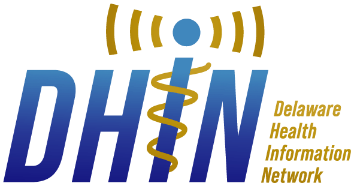 DHIN
Delaware
Health
Information
Network